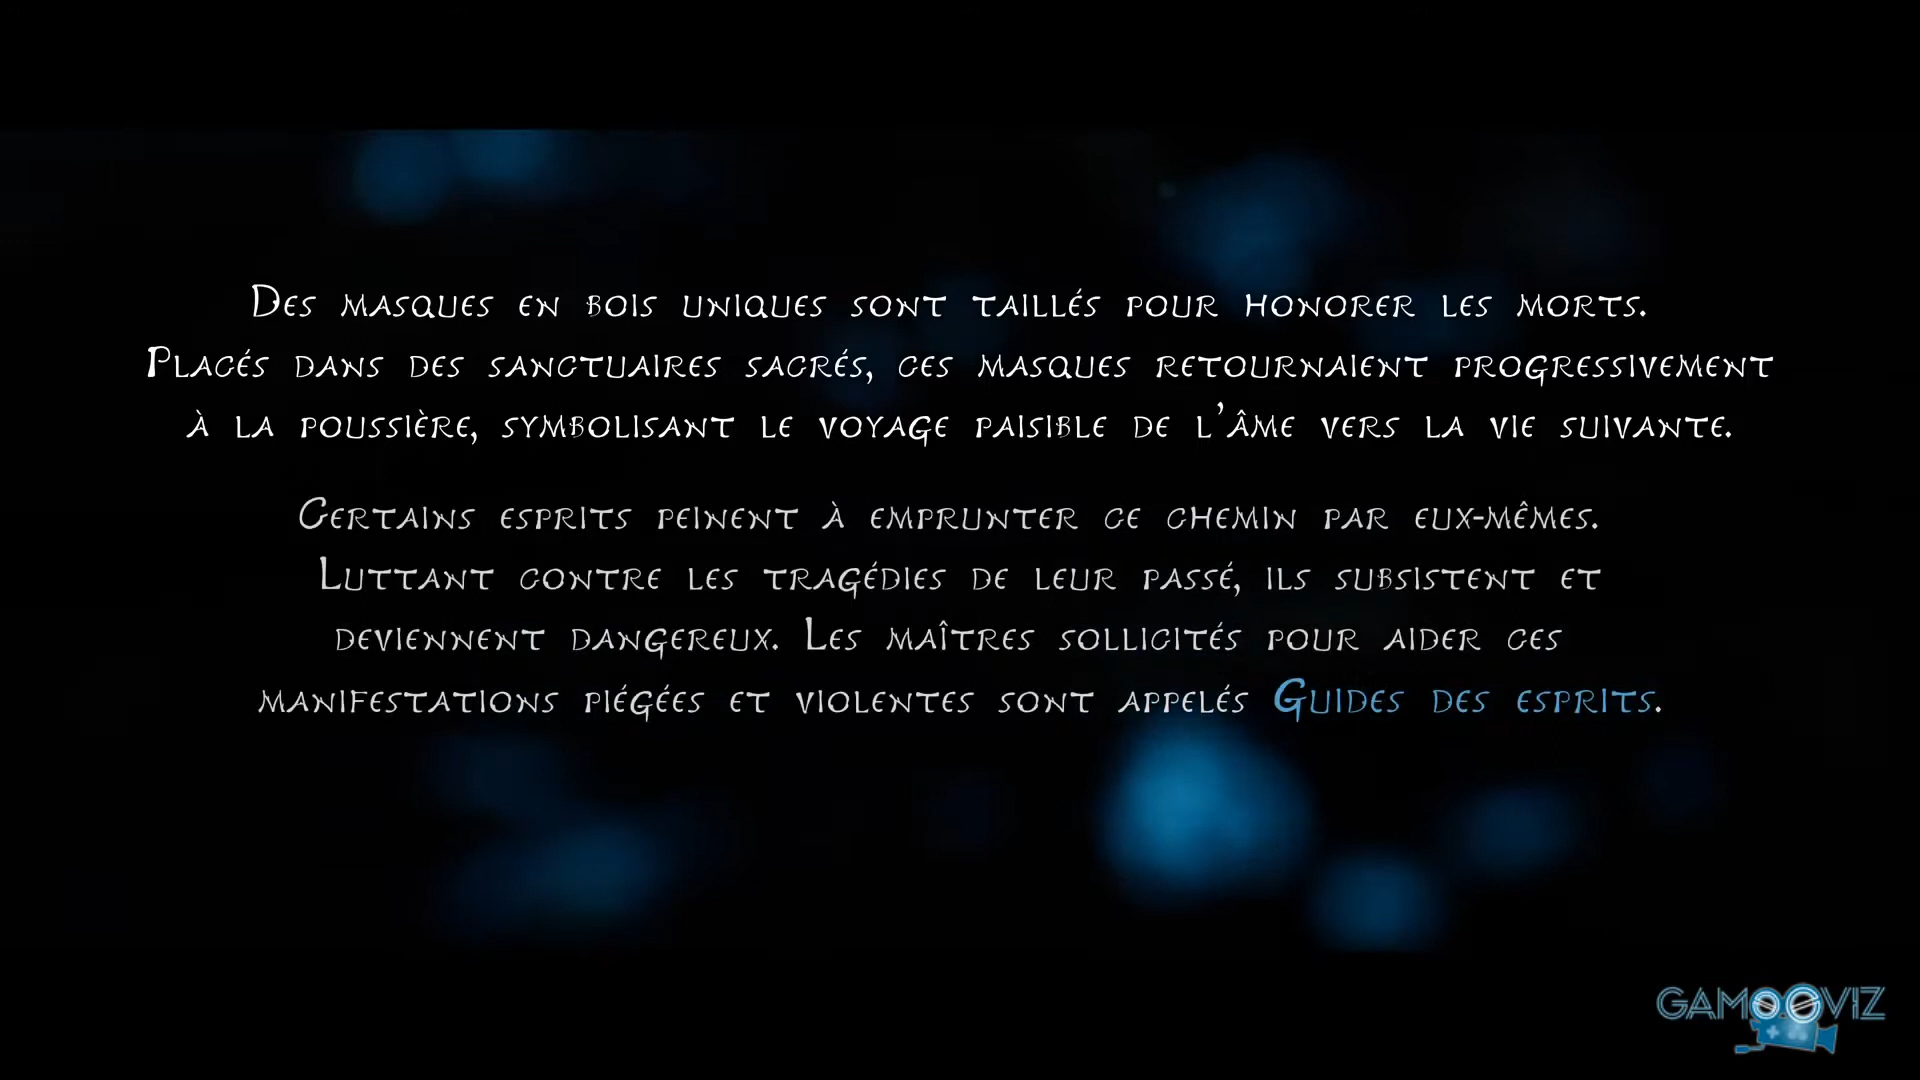 Des masques en bois uniques sont taillés pour honorer les morts.
Placés dans des sanctuaires sacrés, ces masques retournaient progressivement
à la poussière, symbolisant le voyage paisible de l'âme vers la vie suivante.
Certains esprits peinent à emprunter ce chemin par eux-mêmes.
Luttant contre les tragédies de leur passé, ils subsistent et
deviennent dangereux. Les maîtres sollicités pour aider ces
manifestations piégées et violentes sont appelés Guides des esprits.
GAMOOVIZ